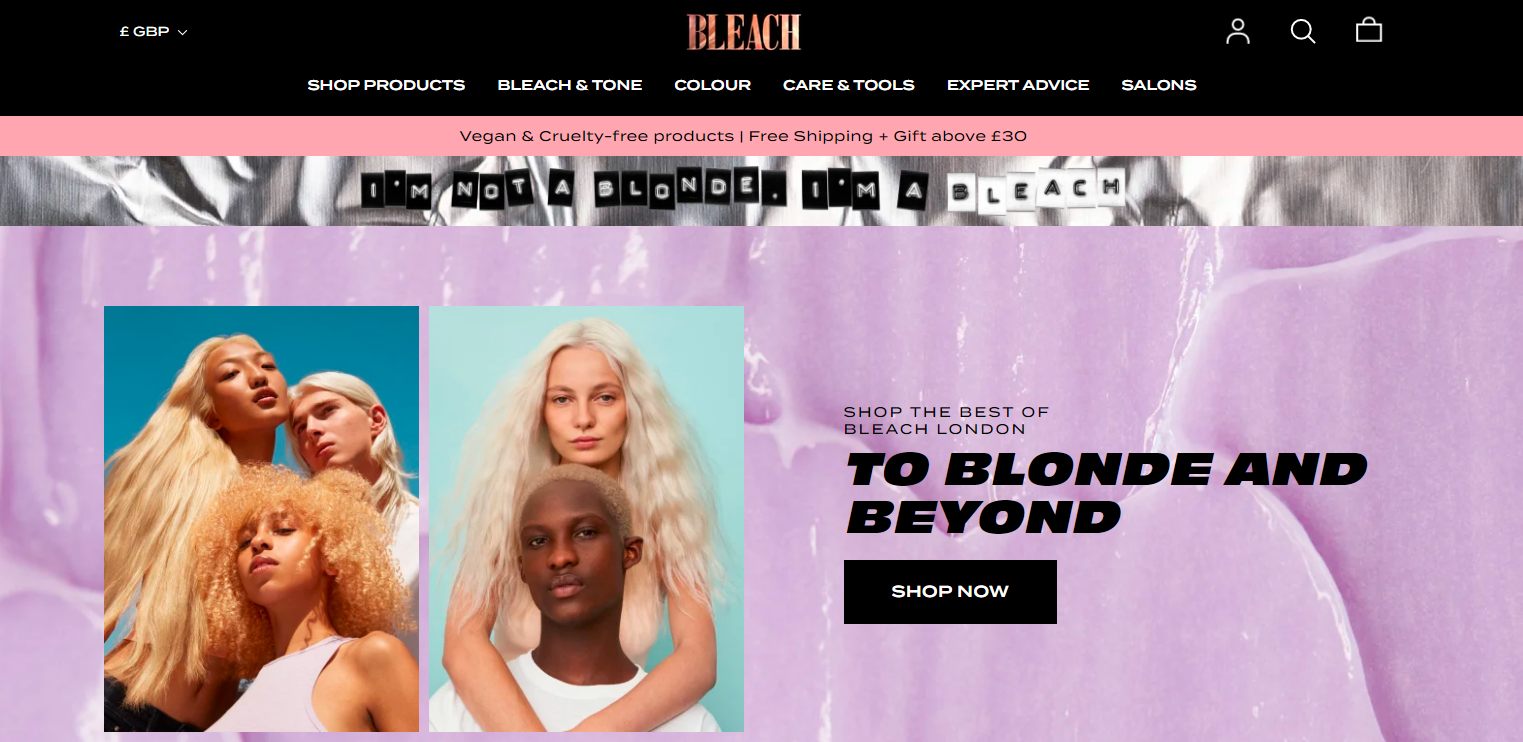 £ GBP
BLEACH
SHOP PRODUCTS
BLEACH & TONE
COLOUR
CARE & TOOLS
EXPERT ADVICE
SALONS
Vegan & Cruelty-free products | Free Shipping + Gift above £30
I'M NOT A BLONDE, I'M A BLEACH
SHOP THE BEST OF
BLEACH LONDON
TO BLONDE AND
BEYOND
SHOP NOW